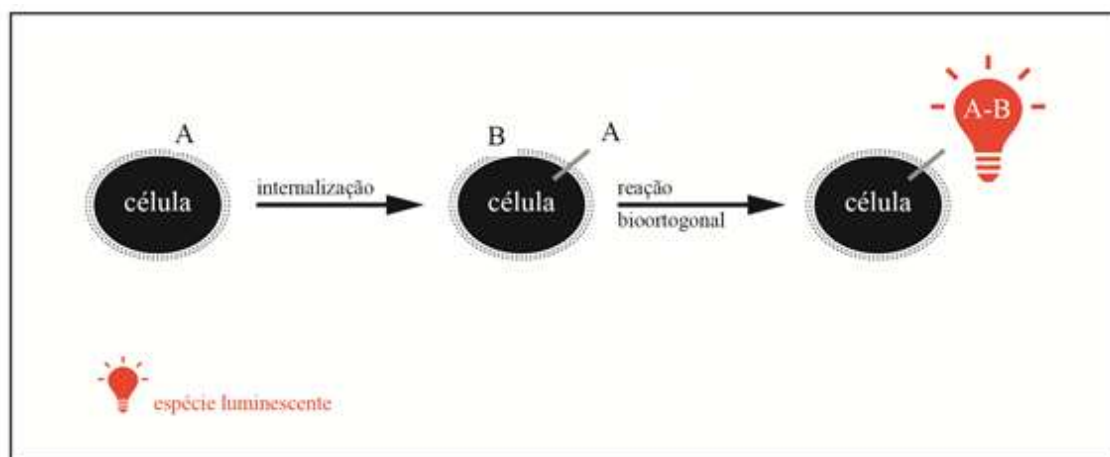 A
célula
internalização
B
A
célula
reação
bioortogonal
célula
A-B
espécie luminescente